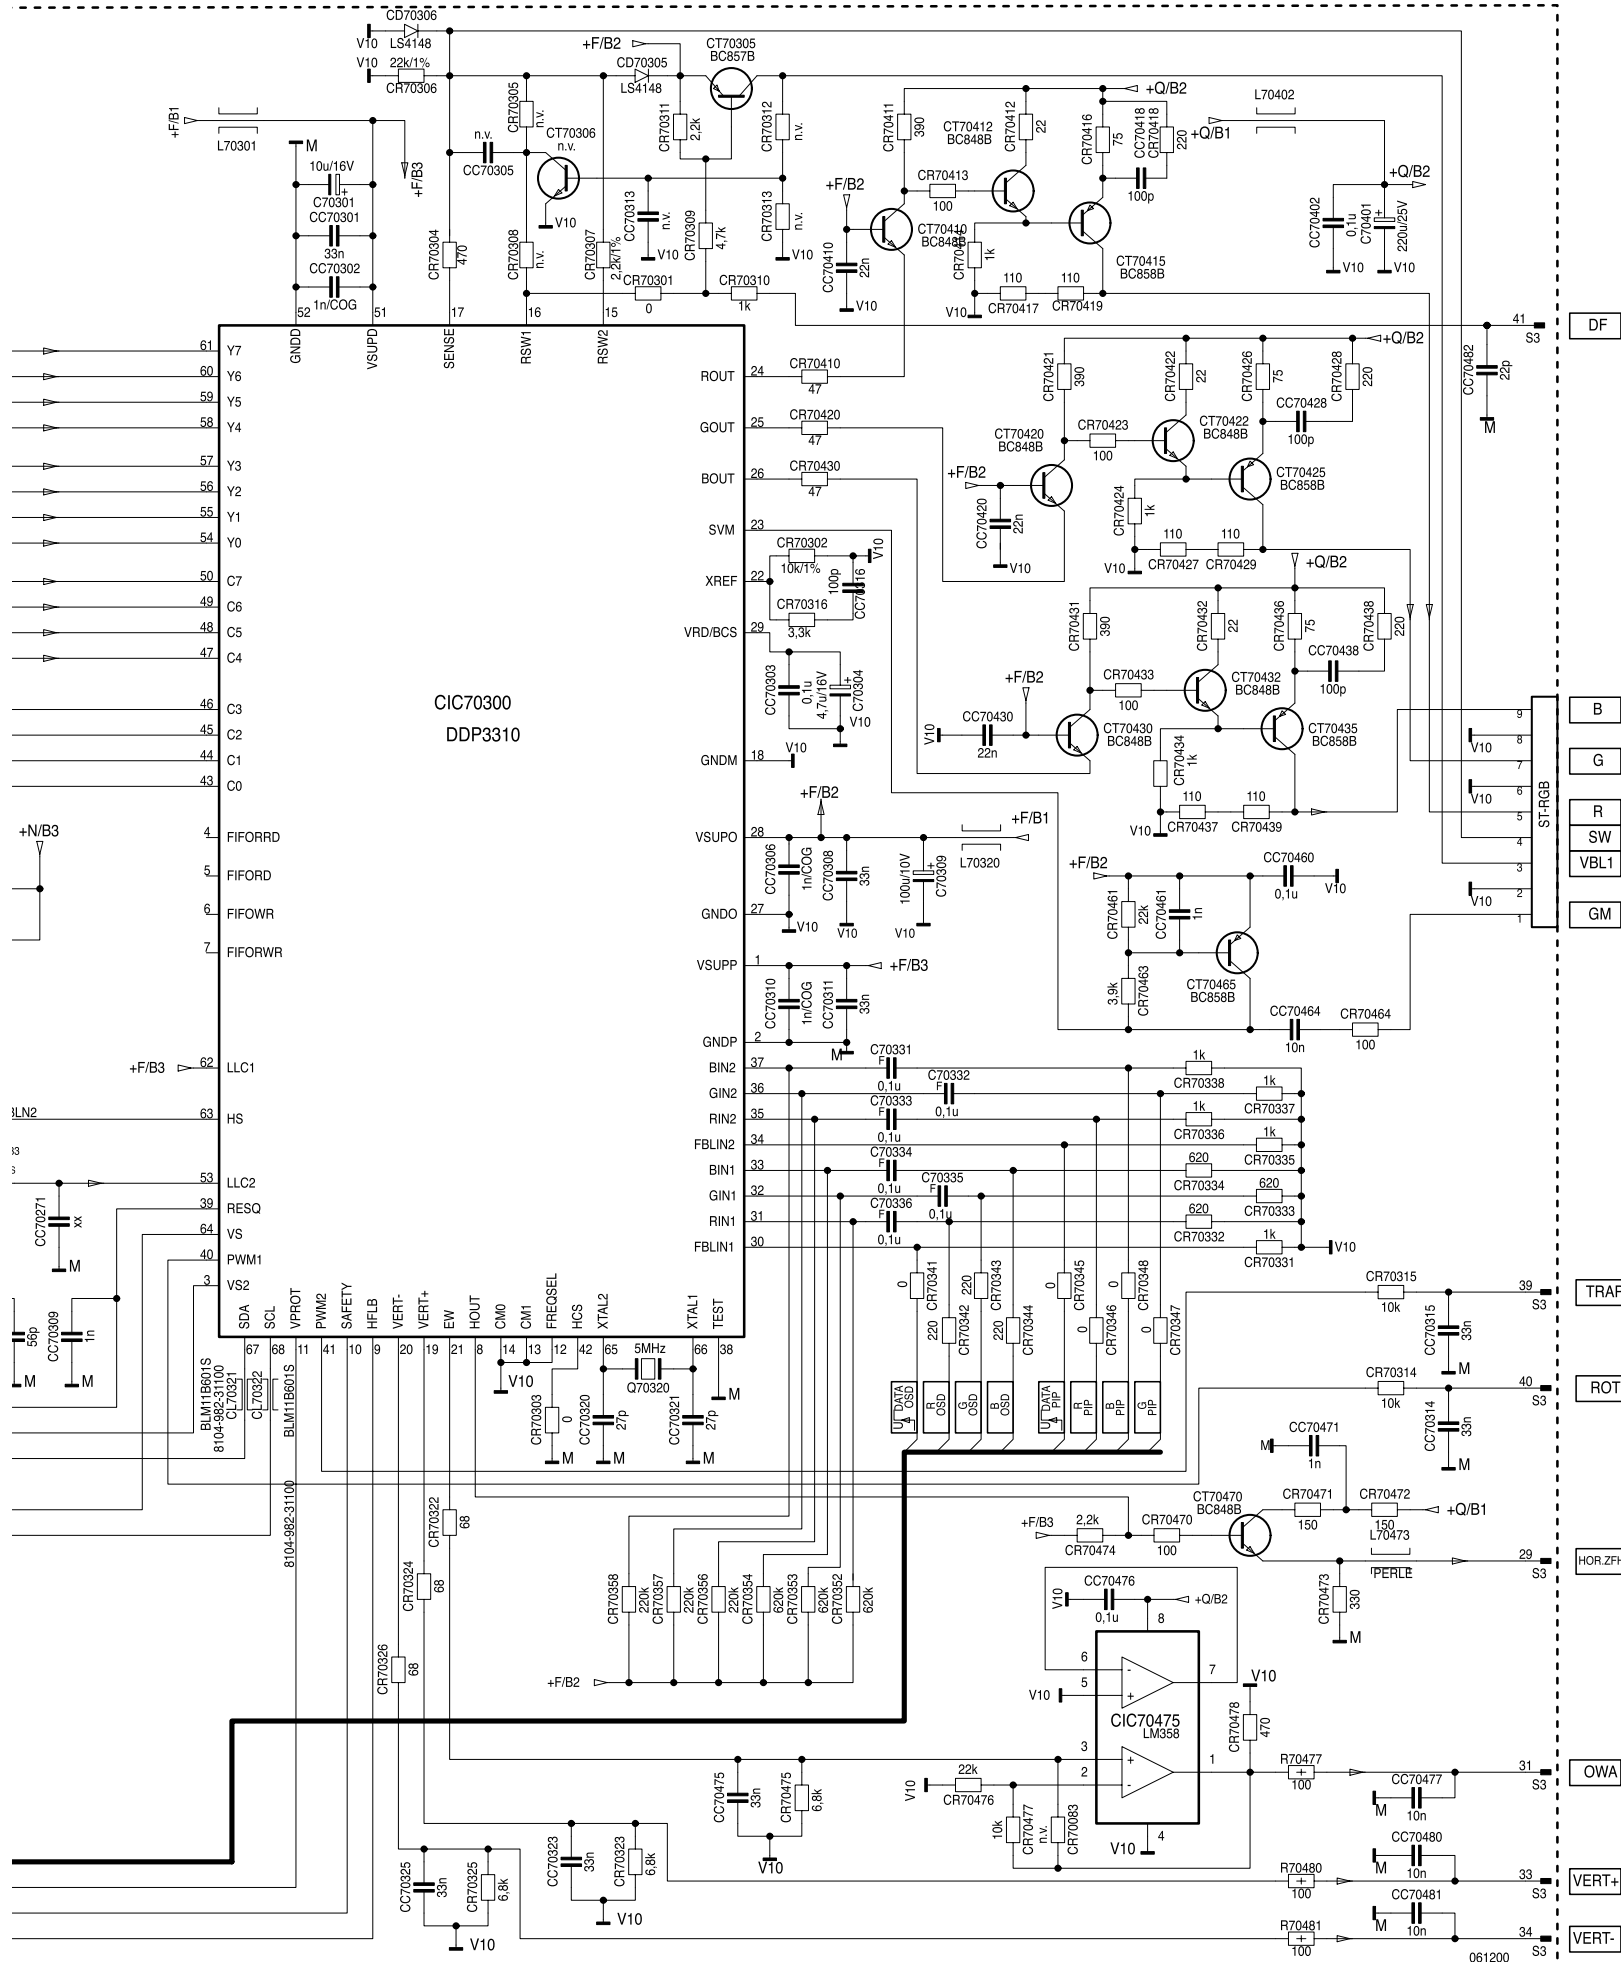 CD70306
V10
LS4148
V10
22k/1%
CR70306
+F/B1
L70301
M
10u/16V
+
C70301
CC70301
33n
CC70302
1n/COG
+F/B3
+F/B2
CD70305
LS4148
CT70305
BC857B
CR70305
n.v.
CT70306
n.v.
n.v.
CC70305
V10
CR70311
2,2k
CR70312
n.v.
CR70304
470
CR70308
n.v.
CR70307
2,2k/1%
CC70313
n.v.
V10
CR70309
4,7k
CR70313
n.v.
V10
CR70301
0
CR70310
1k
CR70411
390
CT70412
BC848B
CR70412
22
+Q/B2
CR70416
75
CC70418
CR70418
220
100p
+F/B2
CR70413
100
CT70410
BC848B
CC70410
22n
V10
1k
V10
110
CR70417
110
CR70419
CT70415
BC858B
L70402
+Q/B1
+Q/B2
CC70402
0,1u
C70401
+
220u/25V
V10
V10
41
S3
DF
CC70482
22p
M
52
51
17
16
15
GNDD
VSUPD
SENSE
RSW1
RSW2
61 Y7
60 Y6
59 Y5
58 Y4
57 Y3
56 Y2
55 Y1
54 Y0
50 C7
49 C6
48 C5
47 C4
46 C3
45 C2
44 C1
43 C0
+N/B3
4 FIFORRD
5 FIFORD
6 FIFOWR
7 FIFORWR
+F/B3
62 LLC1
63 HS
53 LLC2
39 RESQ
64 VS
40 PWM1
3 VS2
CIC70300
DDP3310
ROUT 24
CR70410
47
GOUT 25
CR70420
47
BOUT 26
CR70430
47
SVM 23
XREF 22
VRD/BCS 29
GNDM 18
V10
VSUPO 28
GNDO 27
VSUPP 1
GNDP 2
BIN2 37
GIN2 36
RIN2 35
FBLIN2 34
BIN1 33
GIN1 32
RIN1 31
FBLIN1 30
CR70302
10k/1%
V10
100p
CC70316
CR70316
3,3k
CC70303
0,1u
4,7u/16V
C70304
V10
+F/B2
CC70306
1n/COG
CC70308
33n
100u/10V
+
C70309
L70320
+F/B1
V10
V10
V10
+F/B3
CC70310
1n/COG
CC70311
33n
M
CR70421
390
CR70422
22
CR70426
75
CR70428
220
+Q/B2
CT70420
BC848B
CR70423
100
CT70422
BC848B
CC70428
100p
CT70425
BC858B
+F/B2
CC70420
22n
V10
CR70424
1k
V10
110
CR70427
110
CR70429
+Q/B2
CR70431
390
CR70432
22
CR70436
75
CR70438
220
CC70438
100p
+F/B2
CR70433
100
CT70432
BC848B
V10
CC70430
22n
CT70430
BC848B
CR70434
1k
CT70435
BC858B
V10
110
CR70437
110
CR70439
+F/B2
CC70460
0,1u
V10
CR70461
22k
CC70461
1n
3,9k
CR70463
CT70465
BC858B
CC70464
10n
CR70464
100
ST-RGB
9
8
7
6
5
4
3
2
1
V10
V10
V10
B
G
R
SW
VBL1
GM
C70331
F
0,1u
C70332
F
0,1u
C70333
F
0,1u
C70334
F
0,1u
C70335
F
0,1u
C70336
F
0,1u
1k
CR70338
1k
CR70337
1k
CR70336
1k
CR70335
620
CR70334
620
CR70333
620
CR70332
1k
CR70331
V10
0
CR70341
220
CR70342
220
CR70343
220
CR70344
0
CR70345
0
CR70346
0
CR70348
0
CR70347
U DATA OSD
R OSD
G OSD
B OSD
U DATA PIP
R PIP
B PIP
G PIP
CC70271
xx
M
56p
M
CC70309
1n
M
SDA
SCL
VPROT
PWM2
SAFETY
HFLB
VERT-
VERT+
EW
HOUT
CM0
CM1
FREQSEL
HCS
XTAL2
XTAL1
TEST
67
68
11
41
10
9
20
19
21
8
14
13
12
42
65
66
38
BLM11B601S
8104-982-31100
CL70321
CL70322
BLM11B601S
8104-982-31100
V10
5MHz
Q70320
CR70303
0
M
CC70320
27p
M
CC70321
27p
M
M
CR70322
68
CR70324
68
CR70326
68
CR70358
220k
CR70357
220k
CR70356
220k
CR70354
620k
CR70353
620k
CR70352
620k
+F/B2
CR70315
10k
39
S3
CC70315
33n
M
CR70314
10k
40
S3
ROT
CC70314
33n
M
CC70471
M
1n
CT70470
BC848B
CR70471
150
CR70472
150
+Q/B1
+F/B3
2,2k
CR70474
CR70470
100
L70473
PERLE
29
S3
CR70473
330
M
V10
CC70476
0,1u
+Q/B2
8
6
5
7
-
+
V10
CIC70475
LM358
V10
CR70478
470
3
2
1
+
-
4
V10
CC70475
33n
CR70475
6,8k
V10
V10
22k
CR70476
10k
CR70477
n.v.
CR70083
R70477
+
100
CC70477
M
10n
31
S3
OWA
R70480
+
100
CC70480
M
10n
33
S3
VERT+
R70481
+
100
CC70481
M
10n
34
S3
VERT-
CC70323
33n
CR70323
6,8k
V10
CC70325
33n
CR70325
6,8k
V10
061200